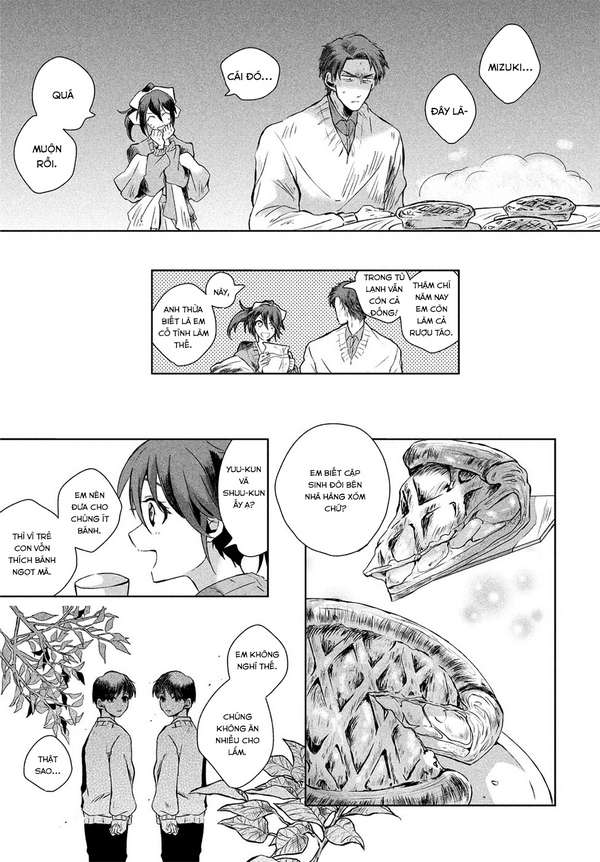 MIZUKI...
ĐÂY LÀ-
CÁI ĐÓ...
QUÁ
MUỘN RỒI.
THẬM CHÍ
NĂM NAY
EM CÒN
LÀM CẢ
RƯỢU TÁO.
TRONG TỦ
LẠNH VẪN
CÒN CẢ
ĐỐNG!
NÀY,
ANH THỪA
BIẾT LÀ EM
CỐ TÌNH LÀM
THẾ.
EM BIẾT CẶP
SINH ĐÔI BÊN
NHÀ HÀNG XÓM
CHỨ?
YUU-KUN
VÀ
SHUU-KUN
ẤY Ạ?
EM NÊN
ĐƯA CHO
CHÚNG ÍT
BÁNH.
THÌ VÌ TRẺ
CON VỐN
THÍCH BÁNH
NGỌT MÀ.
EM KHÔNG
NGHĨ THẾ.
CHÚNG KHÔNG ĂN
NHIỀU CHO
LẮM.
THẬT
SAO...